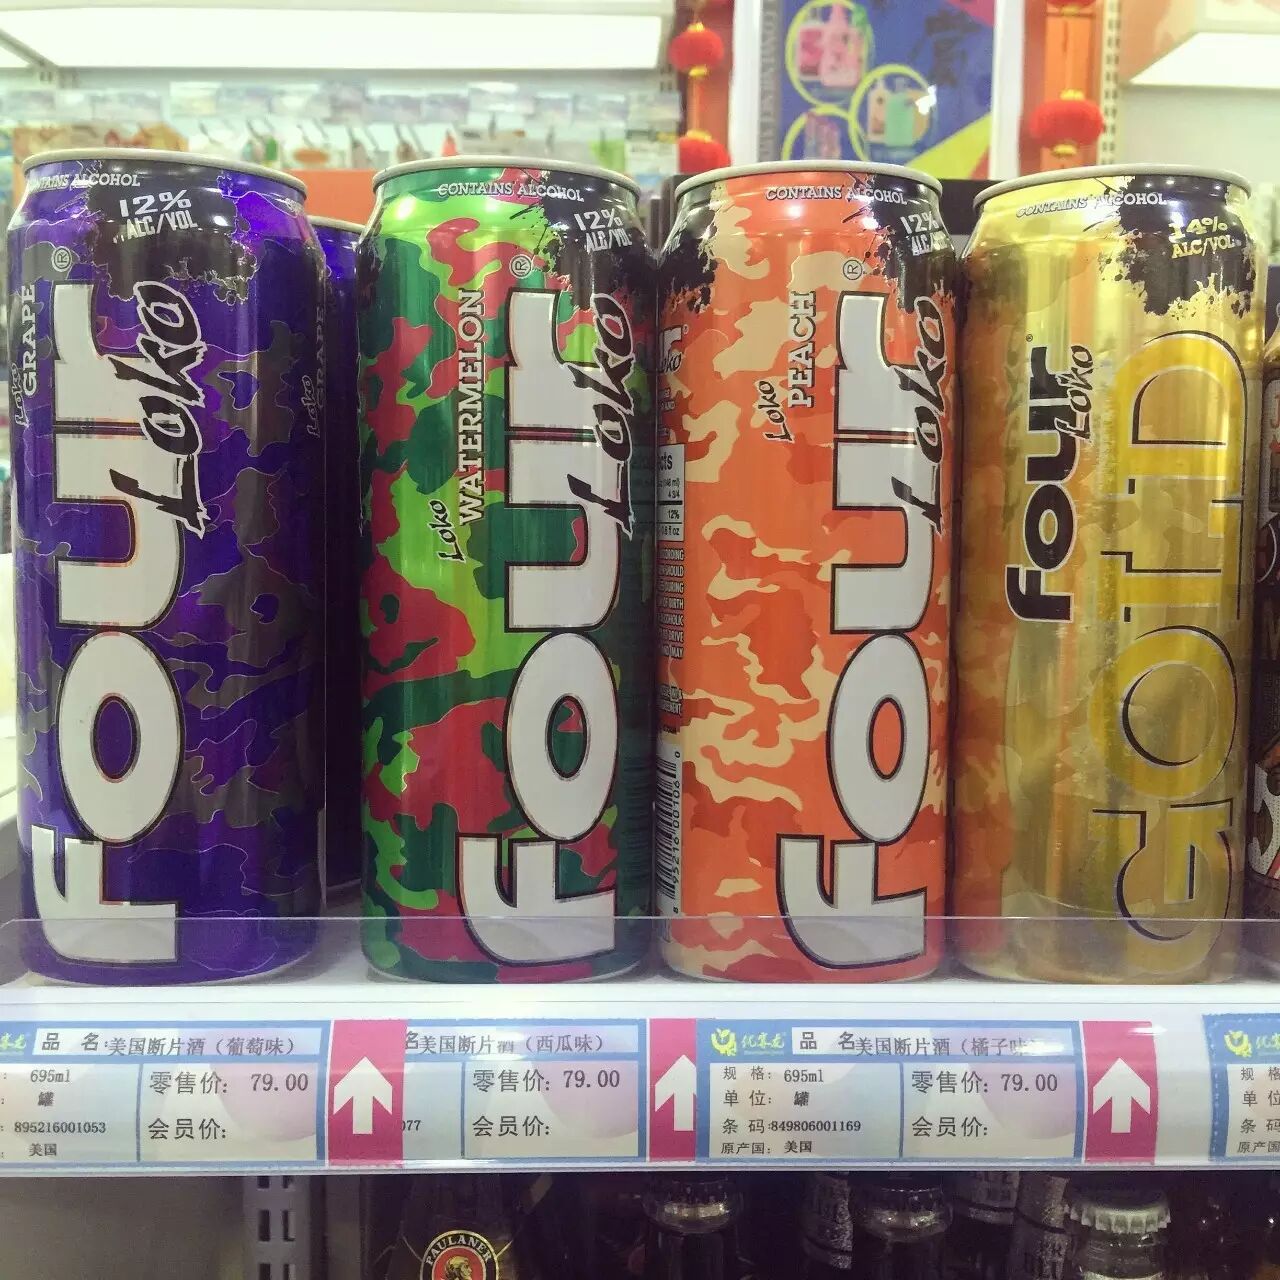 CONTAINS ALCOHOL
12%
ALC/VOL
Loko
GRAPE
four
Loko
Loko
GRAPE
CONTAINS ALCOHOL
12%
ALC/VOL
Loko
WATERMELON
four
Loko
CONTAINS ALCOHOL
12%
Loko
PEACH
four
Loko
12%
CONTAINS ALCOHOL
14%
ALC/VOL
four
Loko
GOLD
品 名:美国断片酒（葡萄味）
695ml
罐
895216001053
美国
零售价: 79.00
会员价:
名美国断片酒（西瓜味）
077
零售价: 79.00
会员价:
品 名美国断片酒（橘子味
规 格: 695ml
单 位: 罐
条 码:849806001169
原产国: 美国
零售价: 79.00
会员价:
规 格
单 位
条 码
原产国
PAULANER